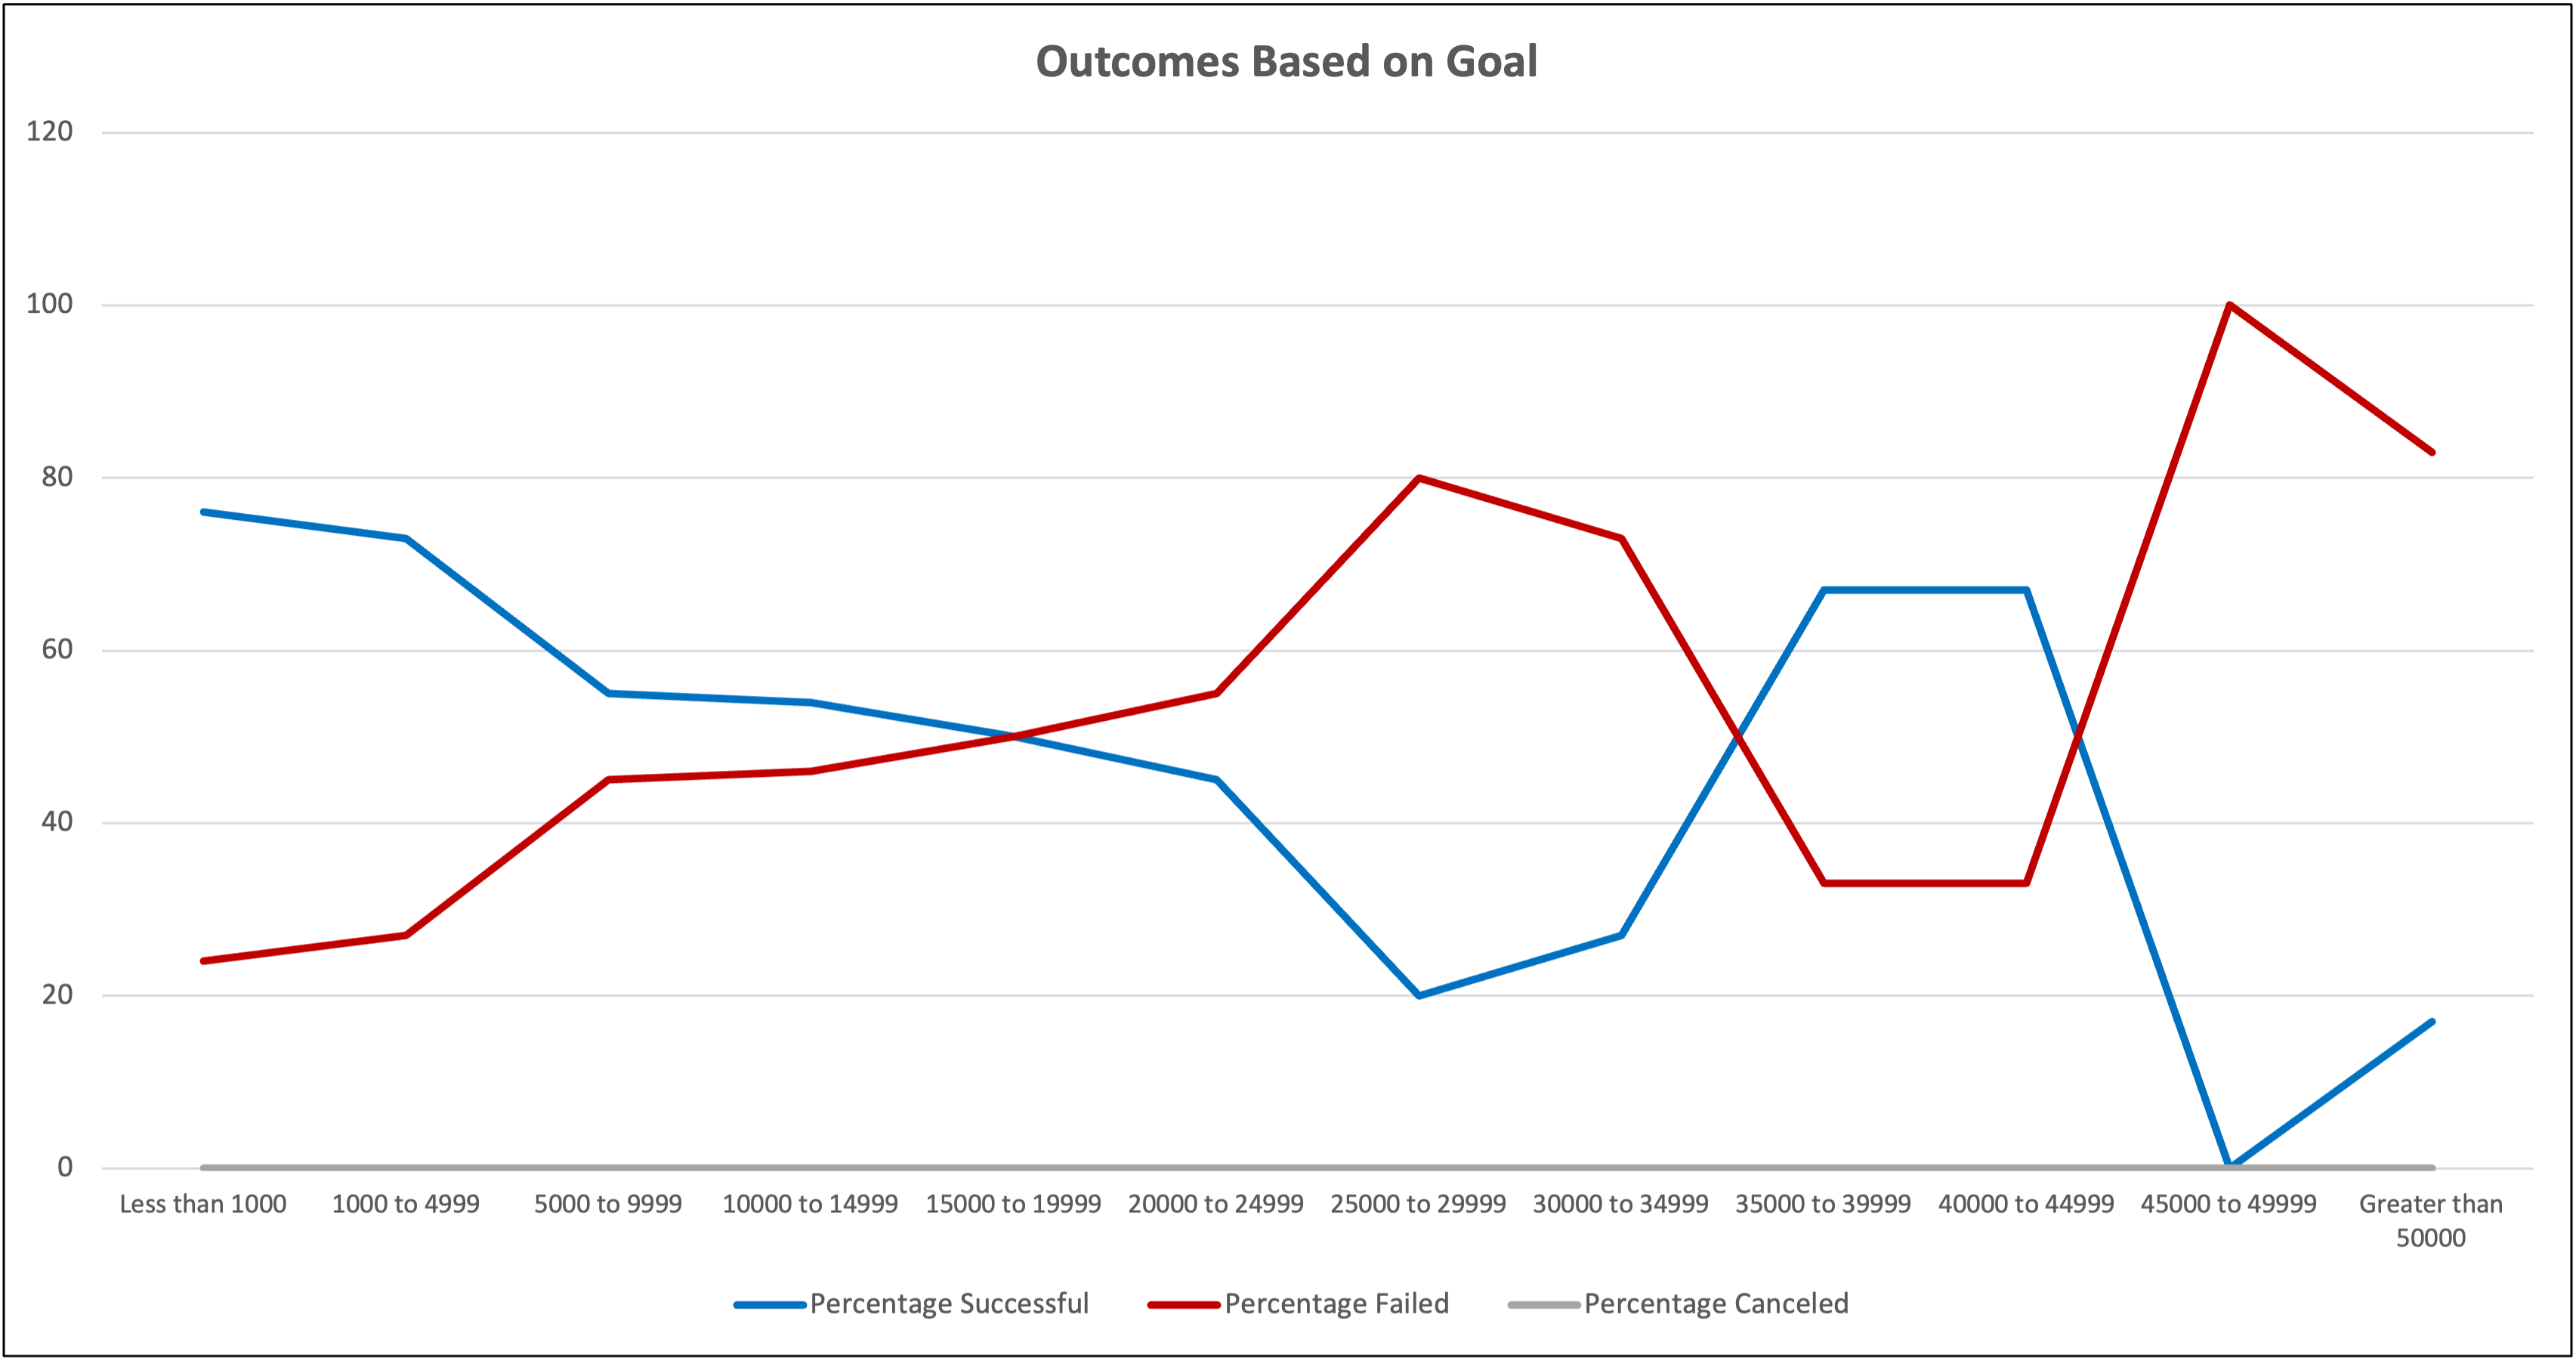 Outcomes Based on Goal
120
100
80
60
40
20
0
Less than 1000 1000 to 4999 5000 to 9999 10000 to 14999 15000 to 19999 20000 to 24999 25000 to 29999 30000 to 34999 35000 to 39999 40000 to 44999 45000 to 49999 Greater than
50000
Percentage Successful Percentage Failed Percentage Canceled